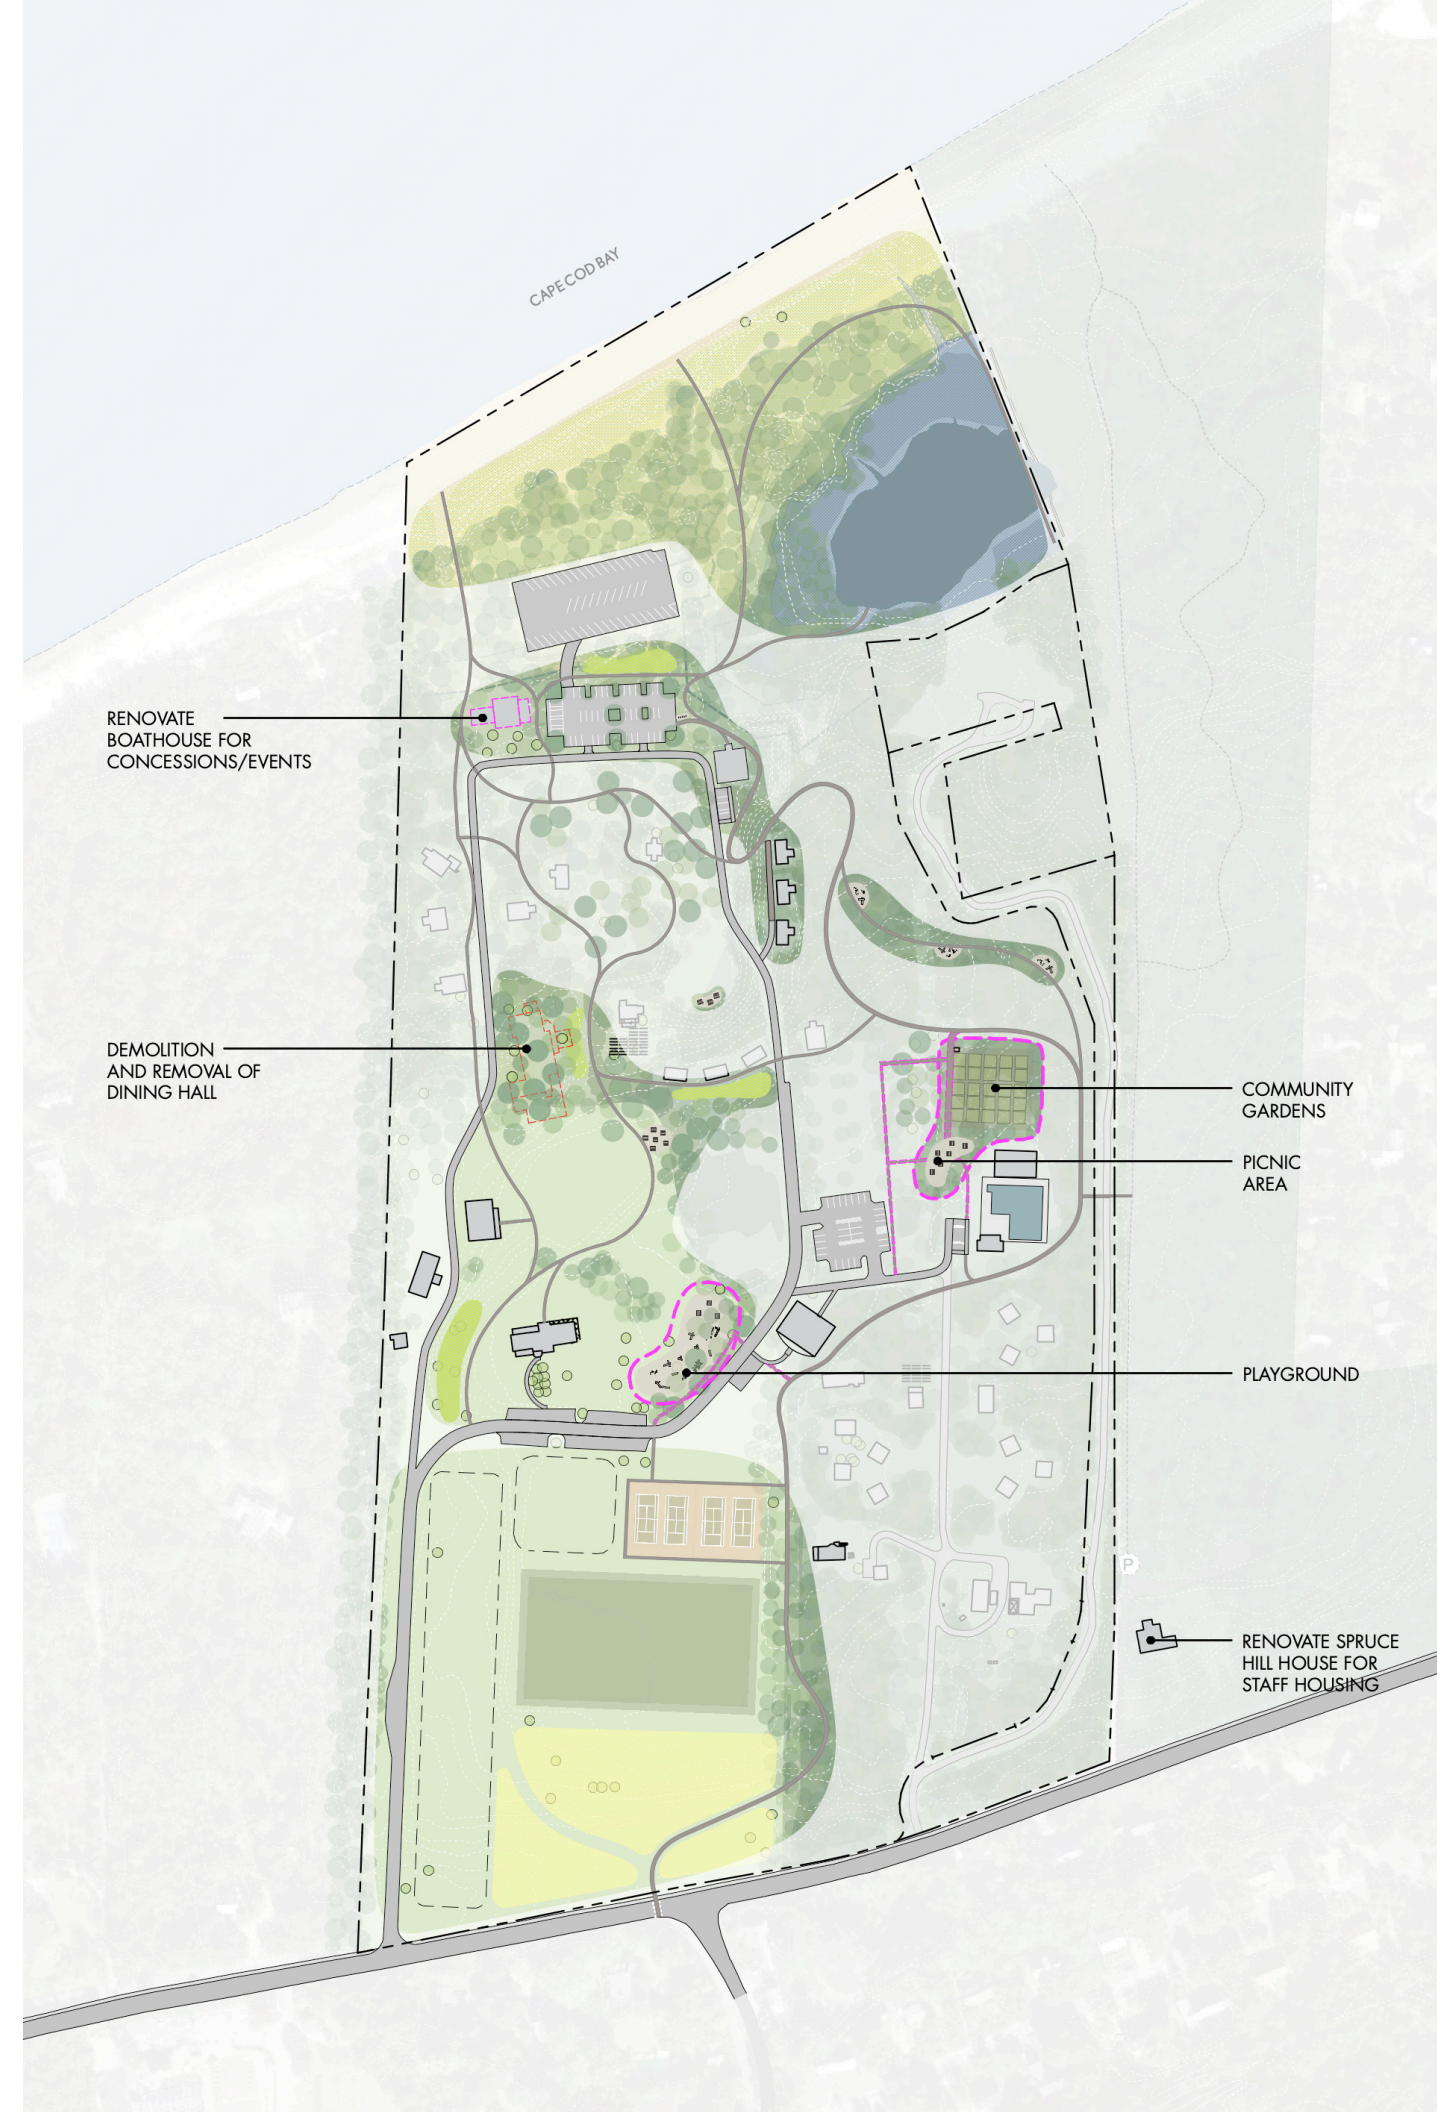 CAPE COD BAY
RENOVATE
BOATHOUSE FOR
CONCESSIONS/EVENTS
DEMOLITION
AND REMOVAL OF
DINING HALL
COMMUNITY
GARDENS
PICNIC
AREA
PLAYGROUND
P
RENOVATE SPRUCE
HILL HOUSE FOR
STAFF HOUSING